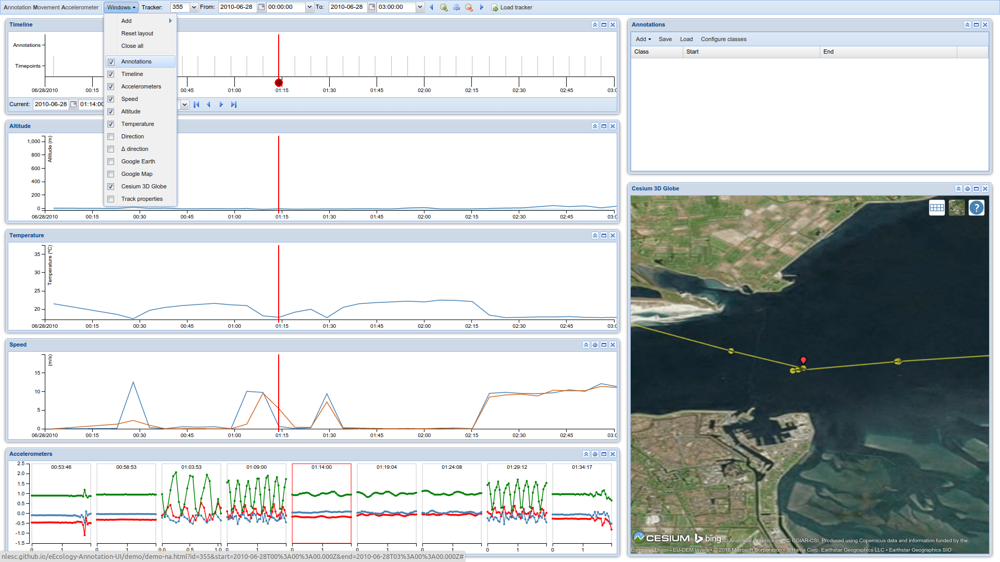 Annotation Movement Accelerometer Windows Tracker: 355 From: 2010-06-28 00:00:00 To: 2010-06-28 03:00:00 Load tracker
Add
Reset layout
Close all
Annotations
Timeline
Accelerometers
Speed
Altitude
Temperature
Direction
Δ direction
Google Earth
Google Map
Cesium 3D Globe
Track properties
Timeline
Annotations
Timepoints
06/28/2010 00:15 00:45 01:00 01:15 01:30 01:45 02:00 02:15 02:30 02:45 03:0
Current: 2010-06-28 01:14:00
Altitude
Altitude (m)
1,000
800
600
400
200
0
06/28/2010 00:15 00:30 00:45 01:00 01:15 01:30 01:45 02:00 02:15 02:30 02:45 03:0
Temperature
Temperature (°C)
35
30
25
20
06/28/2010 00:15 00:30 00:45 01:00 01:15 01:30 01:45 02:00 02:15 02:30 02:45 03:0
Speed
(m/s)
15
10
5
0
06/28/2010 00:15 00:30 00:45 01:00 01:15 01:30 01:45 02:00 02:15 02:30 02:45 03:0
Accelerometers
00:53:46 00:58:53 01:03:53 01:09:00 01:14:00 01:19:04 01:24:08 01:29:12 01:34:17
2.5
2.0
1.5
1.0
0.5
0.0
-0.5
-1.0
-1.5
0 1 0 1 0.0 0.5 1.0 0 1 0 1 0 1 0 1 0 1 0 1
nlesc.github.io/eEcology-Annotation-UI/demo/demo-na.html?id=355&start=2010-06-28T00%3A00%3A00.000Z&end=2010-06-28T03%3A00%3A00.000Z#
Annotations
Add Save Load Configure classes
Class Start End
Cesium 3D Globe
?
CESIUM bing © Analytical Graphics Inc., © CGIAR-CSI, Produced using Copernicus data and information funded by the
European Union - EU-DEM layers • © 2016 Microsoft Corporation • © Harris Corp, Earthstar Geographics LLC • Earthstar Geographics SIO